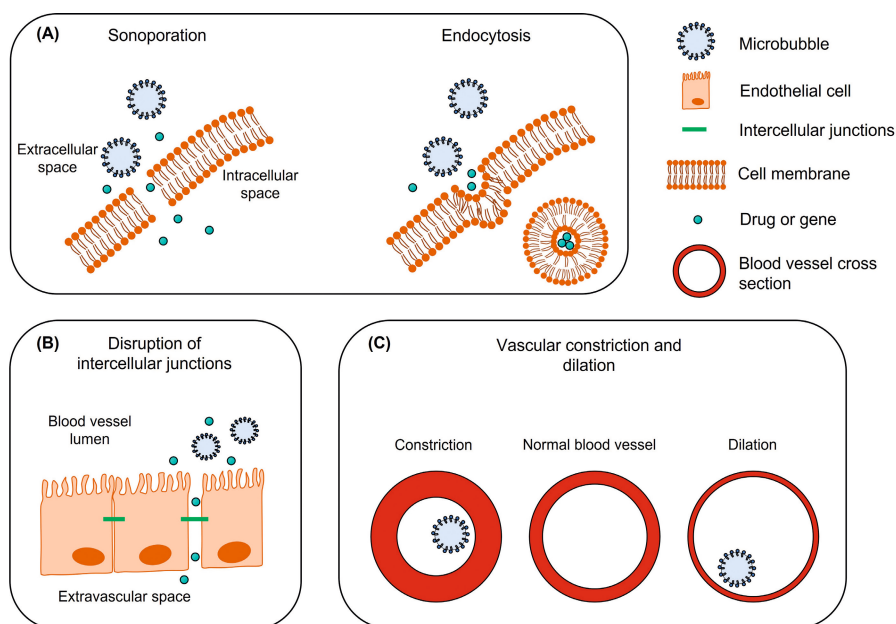 (A)
Sonoporation
Endocytosis
Extracellular
space
Intracellular
space
Microbubble
Endothelial cell
Intercellular junctions
Cell membrane
Drug or gene
Blood vessel cross
section
(B)
Disruption of
intercellular junctions
Blood vessel
lumen
Extravascular space
(C)
Vascular constriction and
dilation
Constriction
Normal blood vessel
Dilation